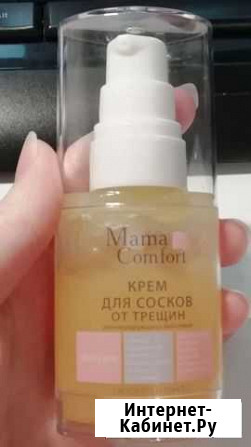 Mama
Comfort
КРЕМ
ДЛЯ СОСКОВ
ОТ ТРЕЩИН
Интернет-
Кабинет.Ру